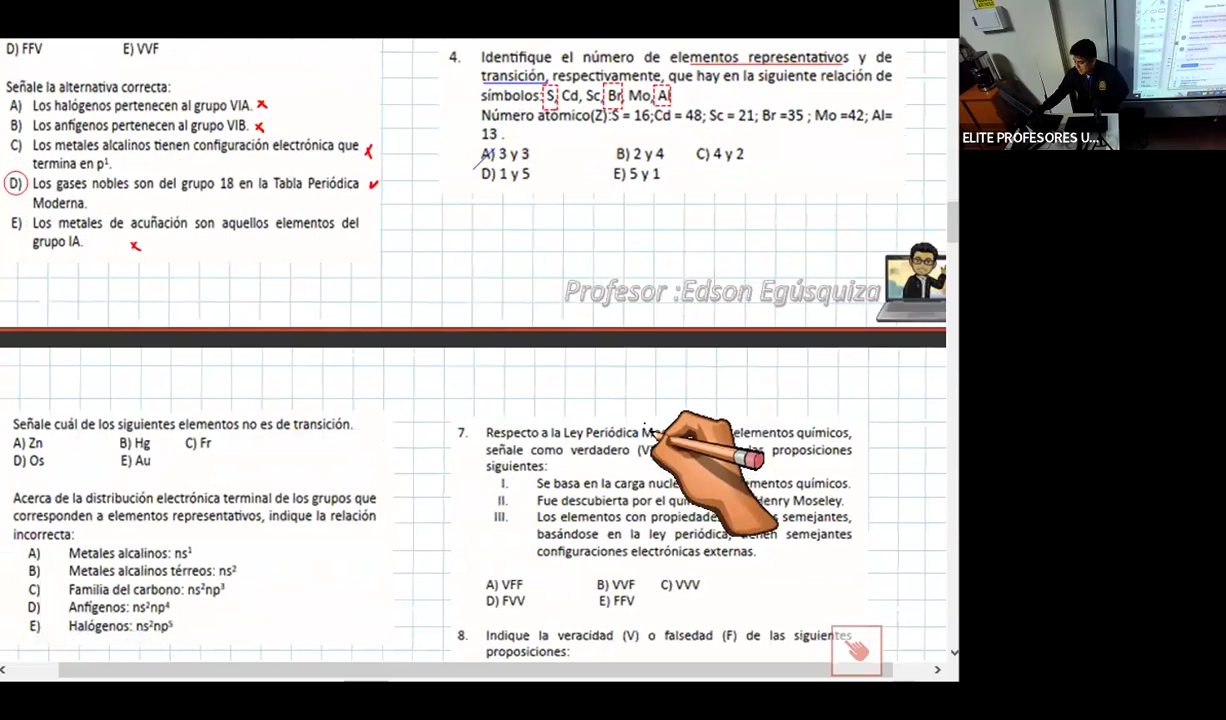 D) FFV E) VVF
Señale la alternativa correcta:
A) Los halógenos pertenecen al grupo VIA.
B) Los anfígenos pertenecen al grupo VIB.
C) Los metales alcalinos tienen configuración electrónica que
termina en p¹.
D) Los gases nobles son del grupo 18 en la Tabla Periódica
Moderna.
E) Los metales de acuñación son aquellos elementos del
grupo IA.
4. Identifique el número de elementos representativos y de
transición, respectivamente, que hay en la siguiente relación de
símbolos: S, Cd, Sc, Br, Mo, Al
Número atómico(Z):S = 16;Cd = 48; Sc = 21; Br =35 ; Mo =42; Al=
13 .
A) 3 y 3 B) 2 y 4 C) 4 y 2
D) 1 y 5 E) 5 y 1
Profesor :Edson Egúsquiza
ELITE PROFESORES U...
Señale cuál de los siguientes elementos no es de transición.
A) Zn B) Hg C) Fr
D) Os E) Au
Acerca de la distribución electrónica terminal de los grupos que
corresponden a elementos representativos, indique la relación
incorrecta:
A) Metales alcalinos: ns¹
B) Metales alcalinos térreos: ns²
C) Familia del carbono: ns²np³
D) Anfígenos: ns²np⁴
E) Halógenos: ns²np⁵
7. Respecto a la Ley Periódica elementos químicos,
señale como verdadero proposiciones
siguientes:
I. Se basa en la carga químicos.
II. Fue descubierta por el Henry Moseley.
III. Los elementos con semejantes,
basándose en la ley periódica, semejantes
configuraciones electrónicas externas.
A) VFF B) VVF C) VVV
D) FVV E) FFV
8. Indique la veracidad (V) o falsedad (F) de las siguientes
proposiciones: